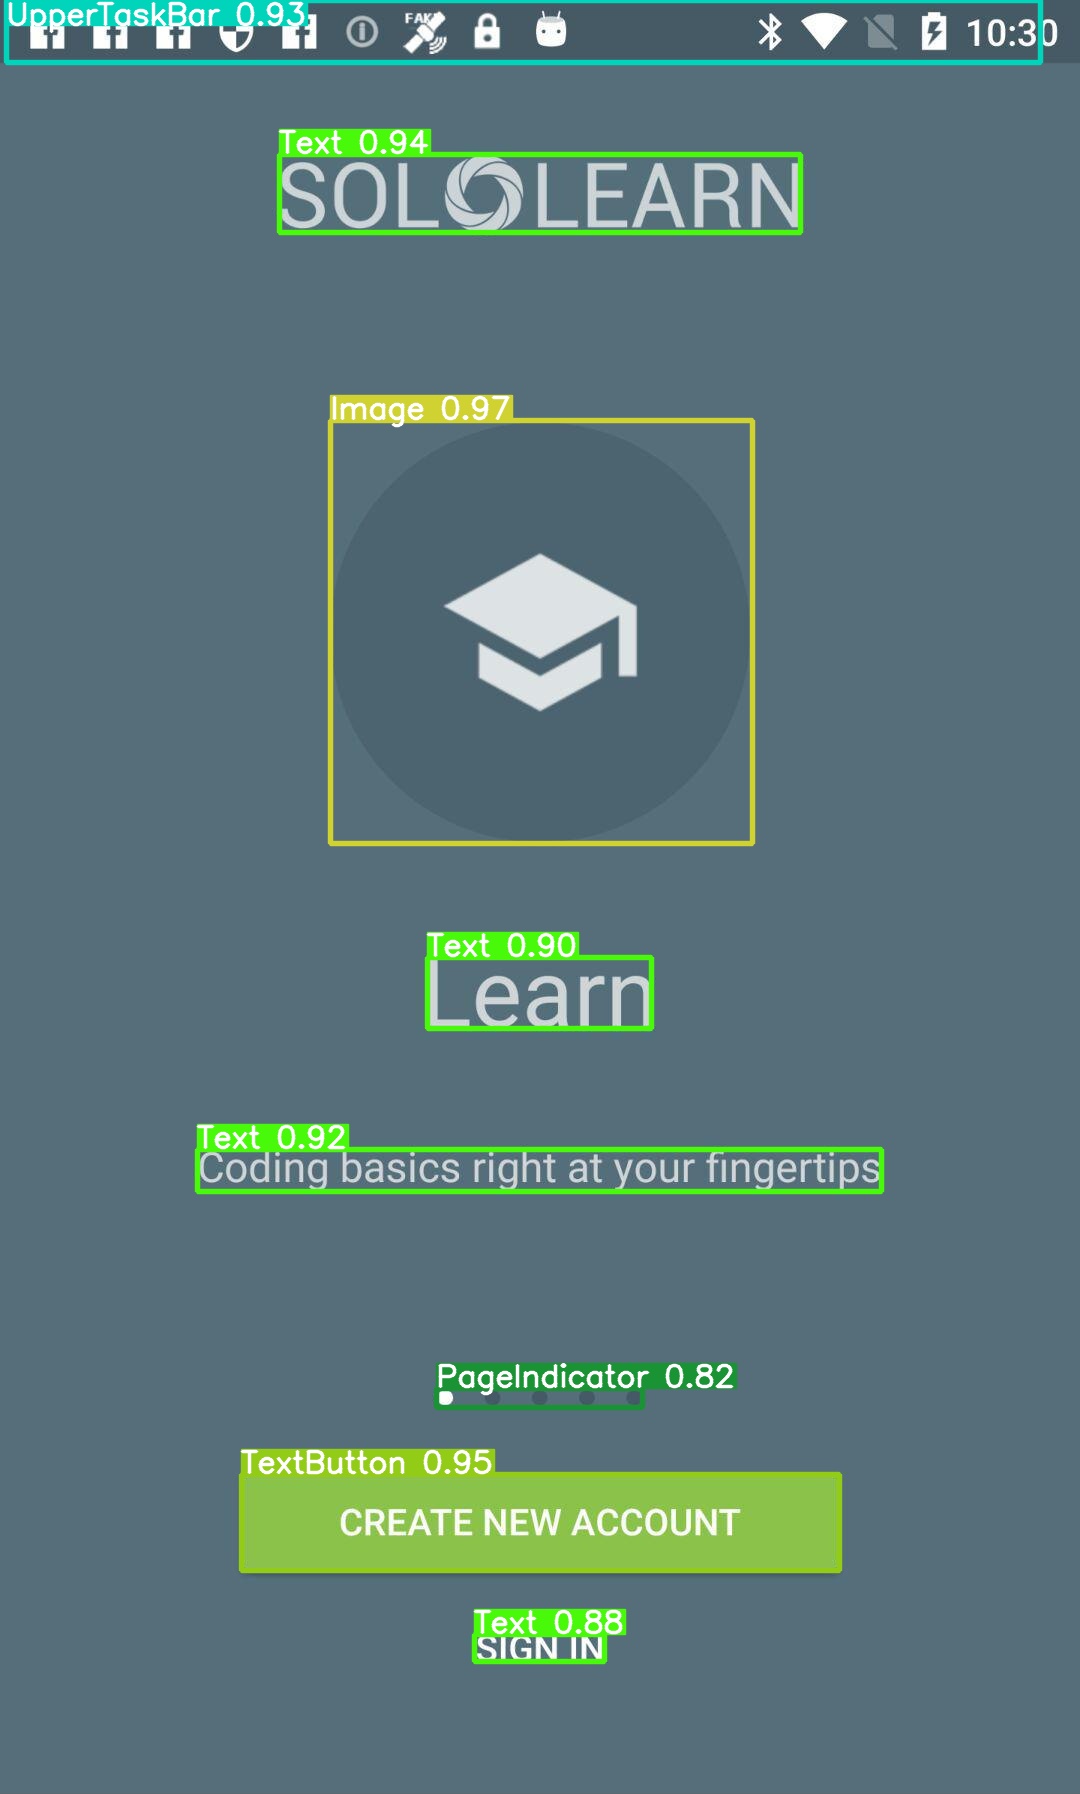 UpperTaskBar 0.93
FAKE 10:30
Text 0.94
SOLOLEARN
Image 0.97
Text 0.90
Learn
Text 0.92
Coding basics right at your fingertips
PageIndicator 0.82
TextButton 0.95
CREATE NEW ACCOUNT
Text 0.88
SIGN IN